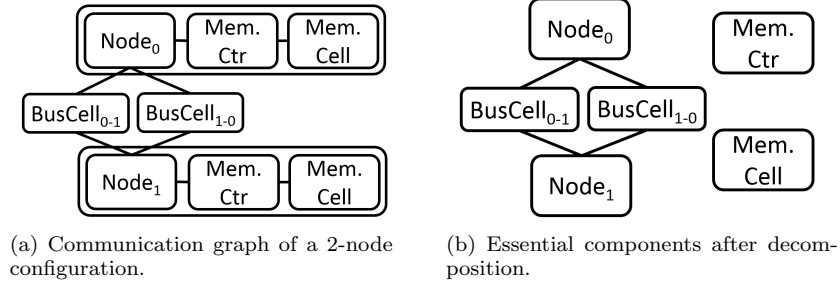 Node0
Mem.
Ctr
Mem.
Cell
BusCell0-1
BusCell1-0
Node1
Mem.
Ctr
Mem.
Cell
(a) Communication graph of a 2-node
configuration.
Node0
Mem.
Ctr
BusCell0-1
BusCell1-0
Mem.
Cell
Node1
(b) Essential components after decom-
position.